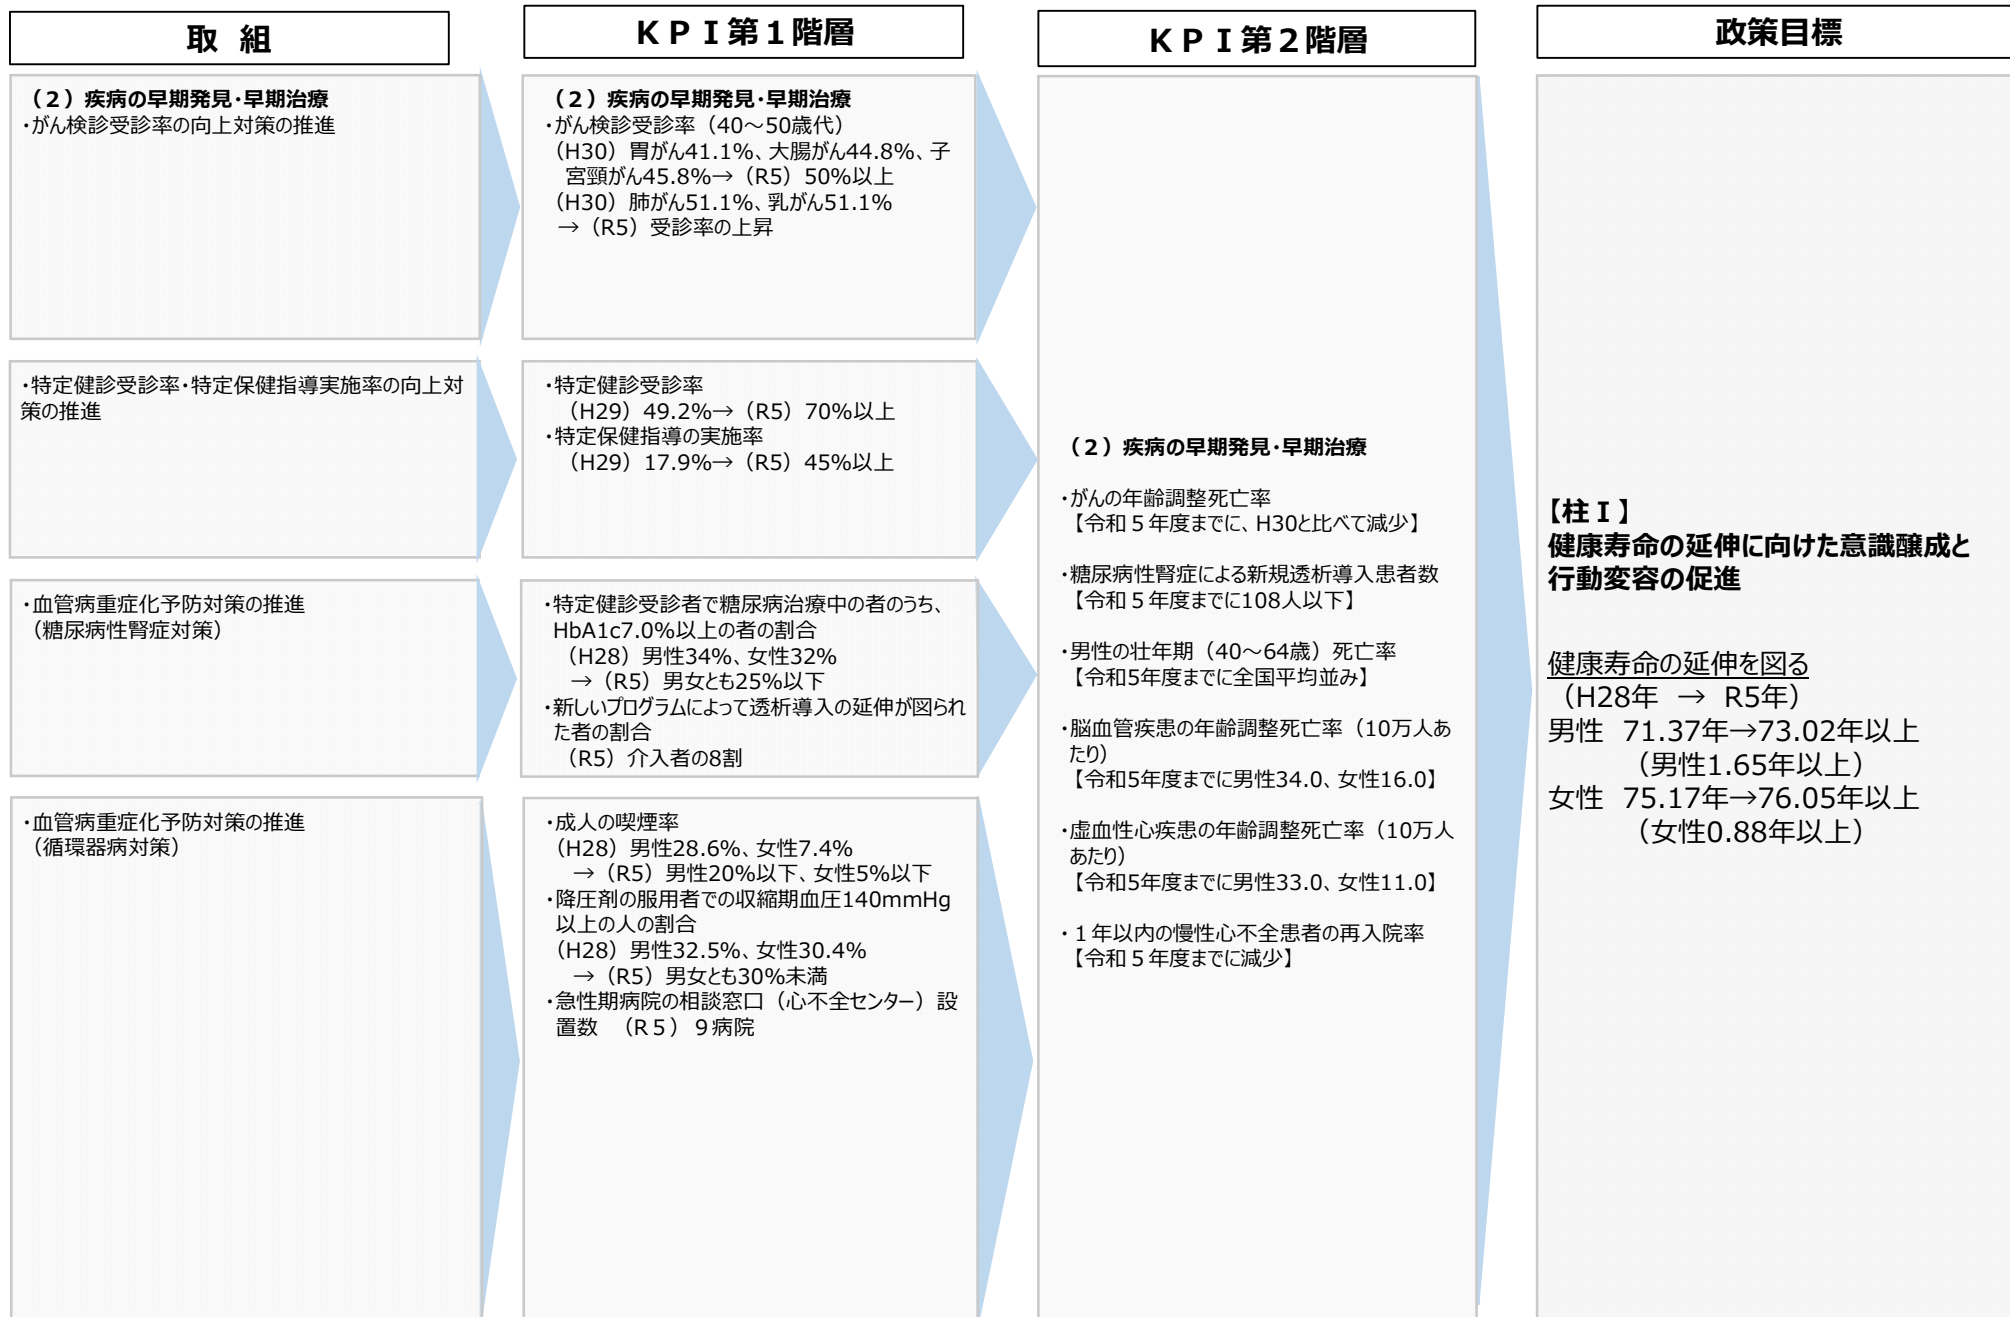 取 組
(2)疾病の早期発見・早期治療
・がん検診受診率の向上対策の推進
・特定健診受診率・特定保健指導実施率の向上対
策の推進
・血管病重症化予防対策の推進
(糖尿病性腎症対策)
・血管病重症化予防対策の推進
(循環器病対策)
KPI第1階層
(2)疾病の早期発見・早期治療
・がん検診受診率(40~50歳代)
(H30)胃がん41.1%、大腸がん44.8%、子
宮頸がん45.8%→(R5)50%以上
(H30)肺がん51.1%、乳がん51.1%
→(R5)受診率の上昇
・特定健診受診率
(H29)49.2%→(R5)70%以上
・特定保健指導の実施率
(H29)17.9%→(R5)45%以上
・特定健診受診者で糖尿病治療中の者のうち、
HbA1c7.0%以上の者の割合
(H28)男性34%、女性32%
→(R5)男女とも25%以下
・新しいプログラムによって透析導入の延伸が図られ
た者の割合
(R5)介入者の8割
・成人の喫煙率
(H28)男性28.6%、女性7.4%
→(R5)男性20%以下、女性5%以下
・降圧剤の服用者での収縮期血圧140mmHg
以上の人の割合
(H28)男性32.5%、女性30.4%
→(R5)男女とも30%未満
・急性期病院の相談窓口(心不全センター)設
置数 (R5)9病院
KPI第2階層
(2)疾病の早期発見・早期治療
・がんの年齢調整死亡率
【令和5年度までに、H30と比べて減少】
・糖尿病性腎症による新規透析導入患者数
【令和5年度までに108人以下】
・男性の壮年期(40~64歳)死亡率
【令和5年度までに全国平均並み】
・脳血管疾患の年齢調整死亡率(10万人あ
たり)
【令和5年度までに男性34.0、女性16.0】
・虚血性心疾患の年齢調整死亡率(10万人
あたり)
【令和5年度までに男性33.0、女性11.0】
・1年以内の慢性心不全患者の再入院率
【令和5年度までに減少】
政策目標
【柱Ⅰ】
健康寿命の延伸に向けた意識醸成と
行動変容の促進
健康寿命の延伸を図る
(H28年 → R5年)
男性 71.37年→73.02年以上
(男性1.65年以上)
女性 75.17年→76.05年以上
(女性0.88年以上)